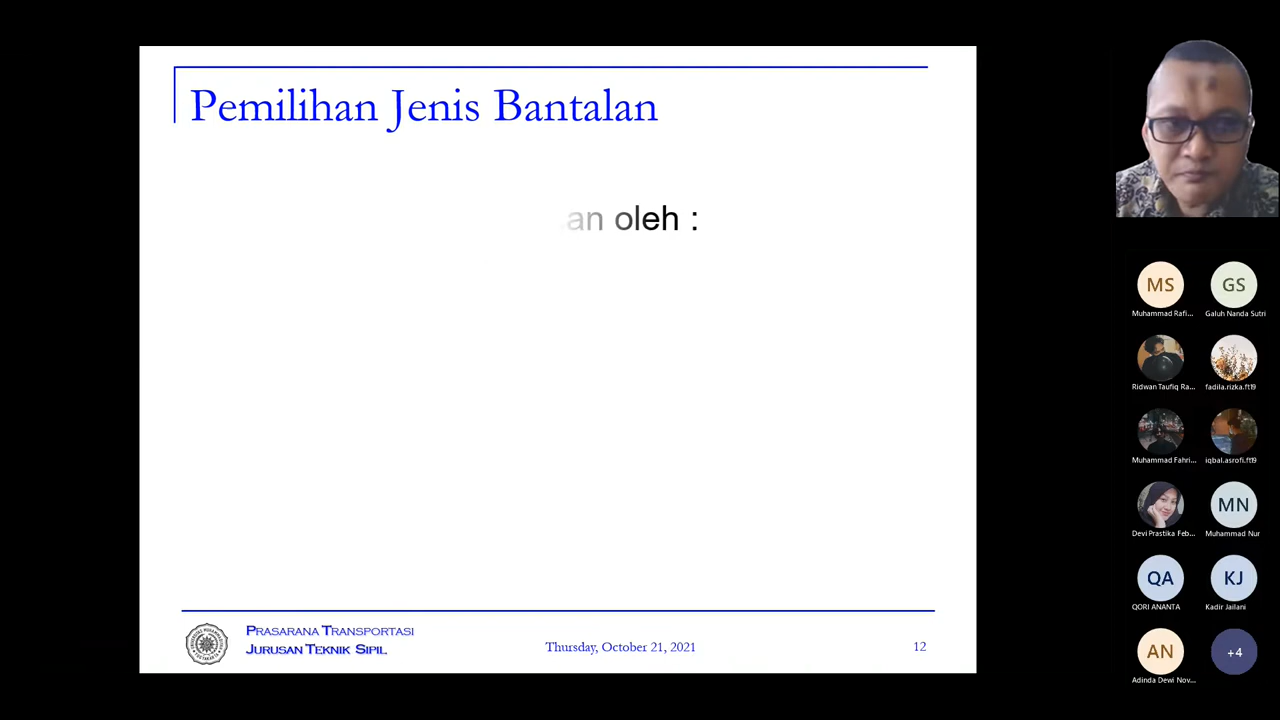 Pemilihan Jenis Bantalan
an oleh :
PRASARANA TRANSPORTASI
JURUSAN TEKNIK SIPIL
Thursday, October 21, 2021
12
MS
GS
Muhammad Rafi...
Galuh Nanda Sutri
Ridwan Taufiq Ra...
fadila.rizka.ft19
Muhammad Fahri...
iqbal.asrofi.ft19
MN
Devi Prastika Feb...
Muhammad Nur
QA
KJ
QORI ANANTA
Kadir Jailani
AN
+4
Adinda Dewi Nov...